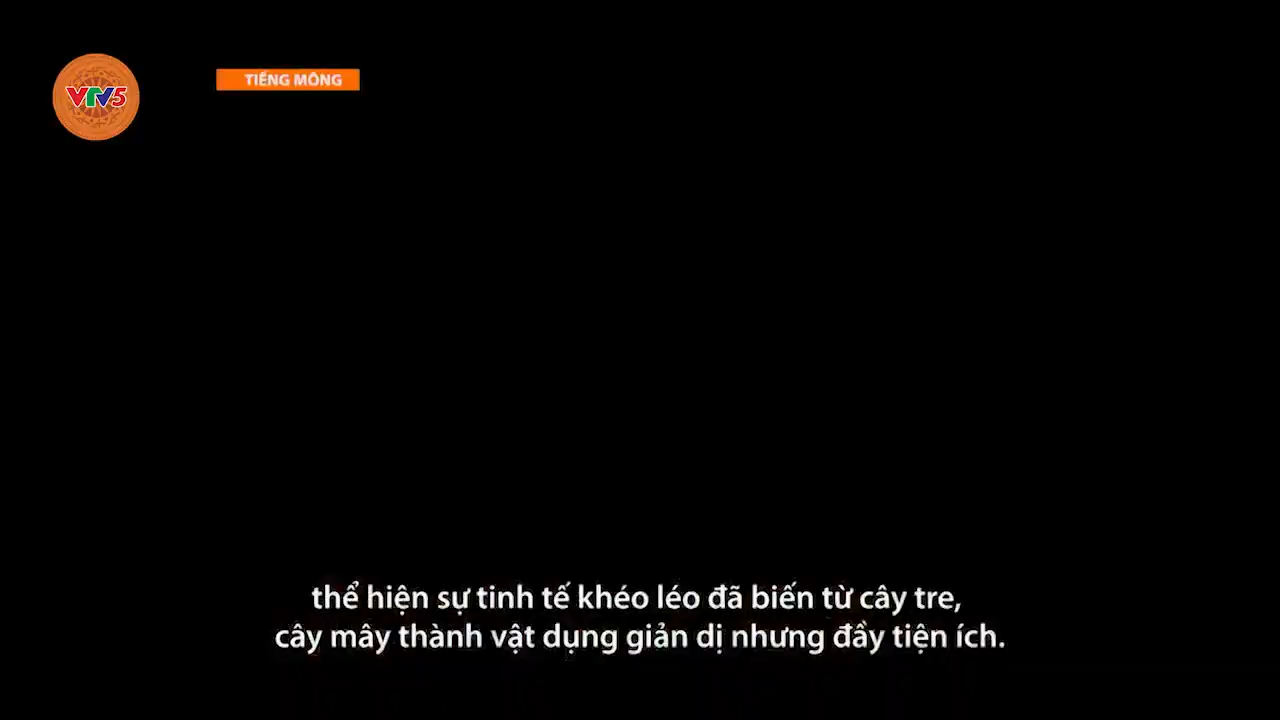 VTV5
TIẾNG MÔNG
thể hiện sự tinh tế khéo léo đã biến từ cây tre,
cây mây thành vật dụng giản dị nhưng đầy tiện ích.